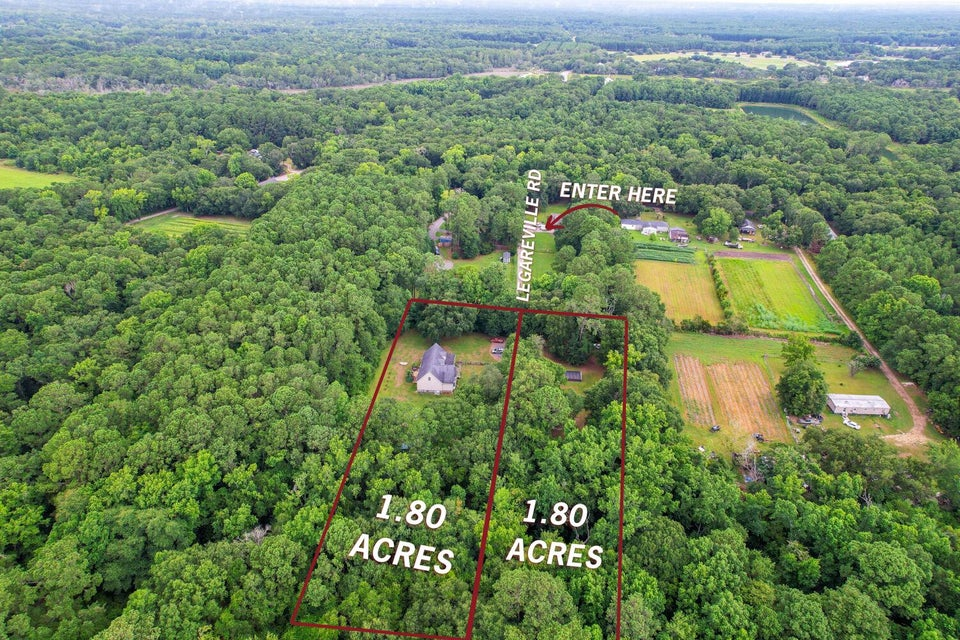 LEGAREVILLE RD
ENTER HERE
1.80
ACRES
1.80
ACRES